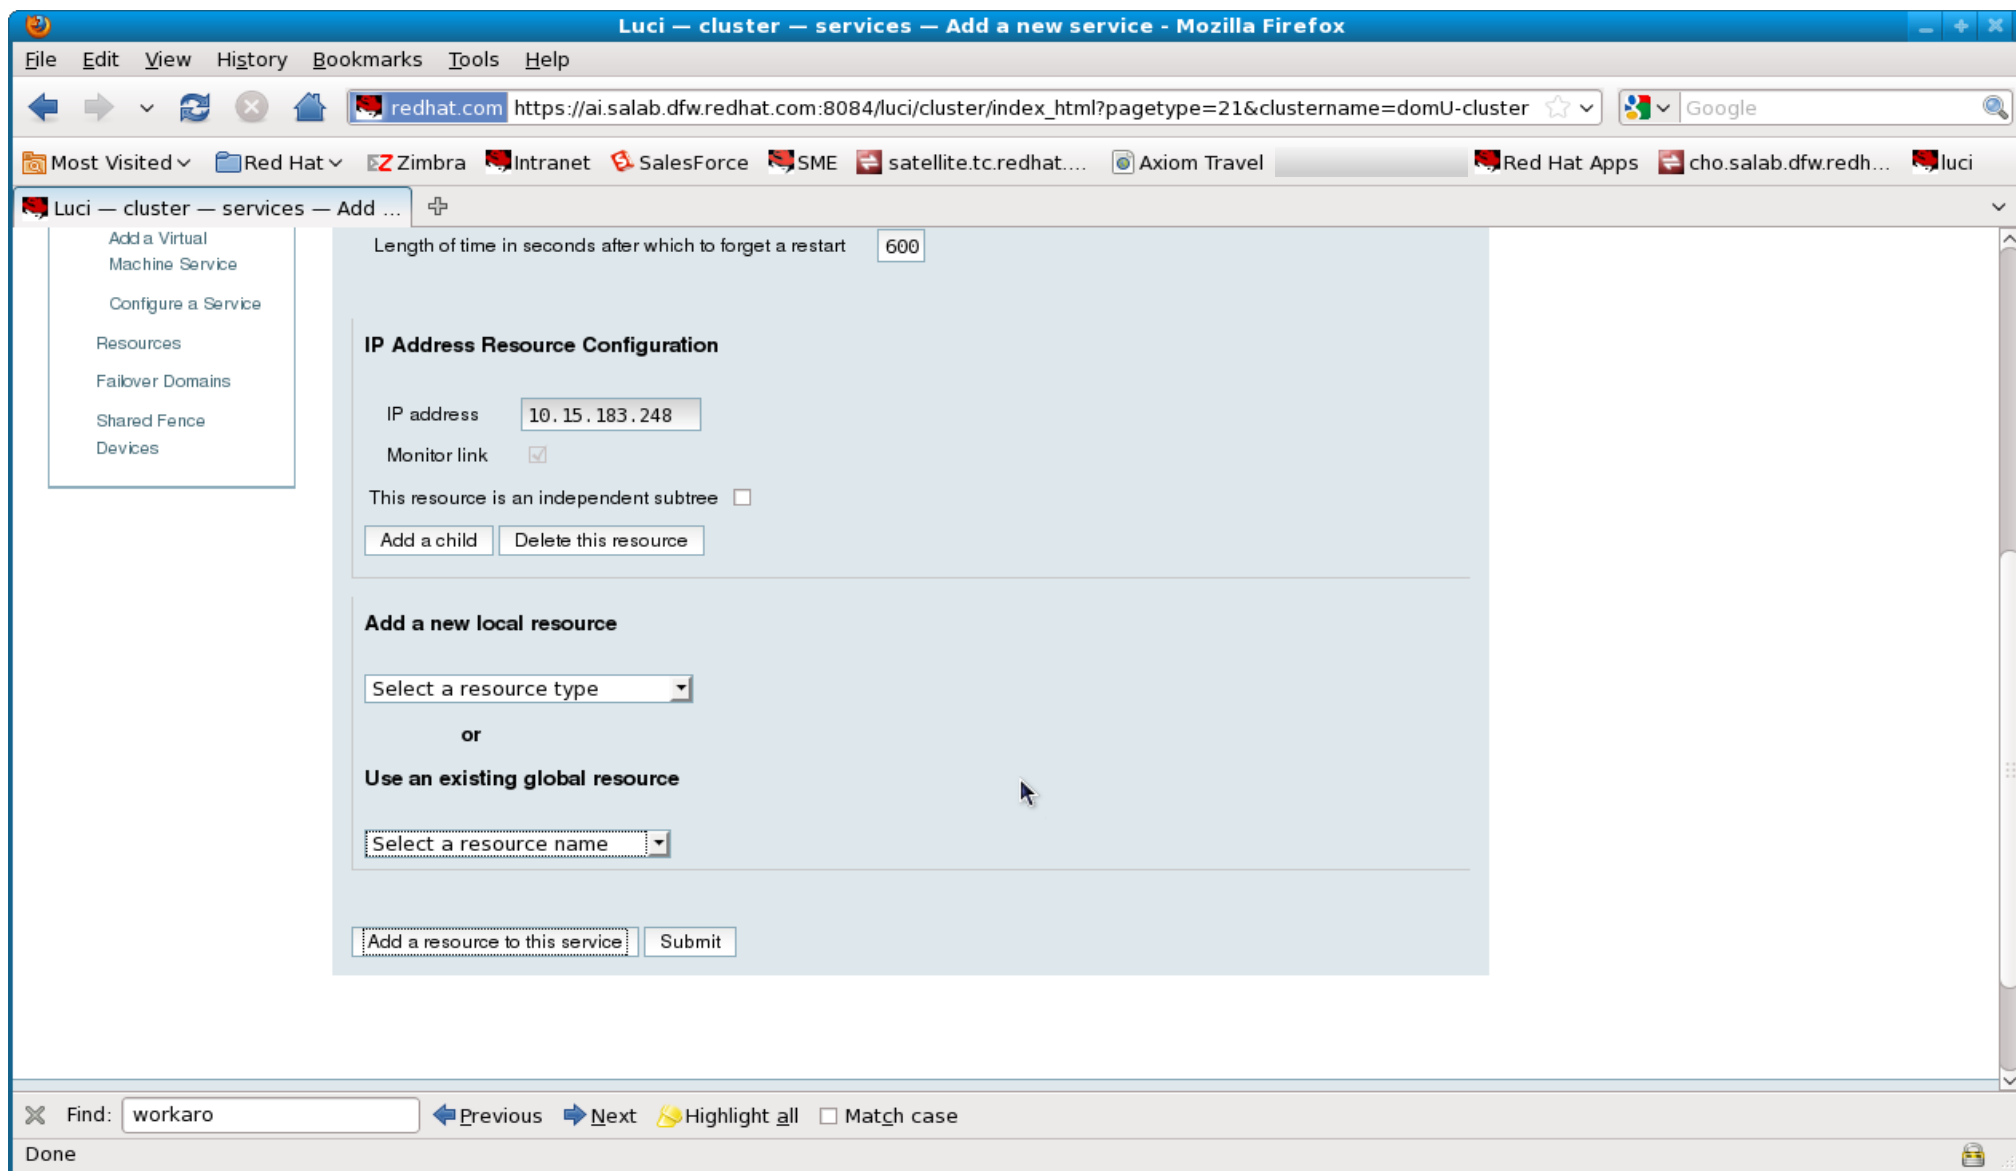 Luci — cluster — services — Add a new service - Mozilla Firefox
File Edit View History Bookmarks Tools Help
redhat.com https://ai.salab.dfw.redhat.com:8084/luci/cluster/index_html?pagetype=21&clustername=domU-cluster Google
Most Visited Red Hat Zimbra Intranet SalesForce SME satellite.tc.redhat.... Axiom Travel Red Hat Apps cho.salab.dfw.redh... luci
Luci — cluster — services — Add ...
Add a Virtual
Machine Service
Configure a Service
Resources
Failover Domains
Shared Fence
Devices
Length of time in seconds after which to forget a restart 600
IP Address Resource Configuration
IP address 10.15.183.248
Monitor link
This resource is an independent subtree
Add a child Delete this resource
Add a new local resource
Select a resource type
or
Use an existing global resource
Select a resource name
Add a resource to this service Submit
Find: workaro Previous Next Highlight all Match case
Done